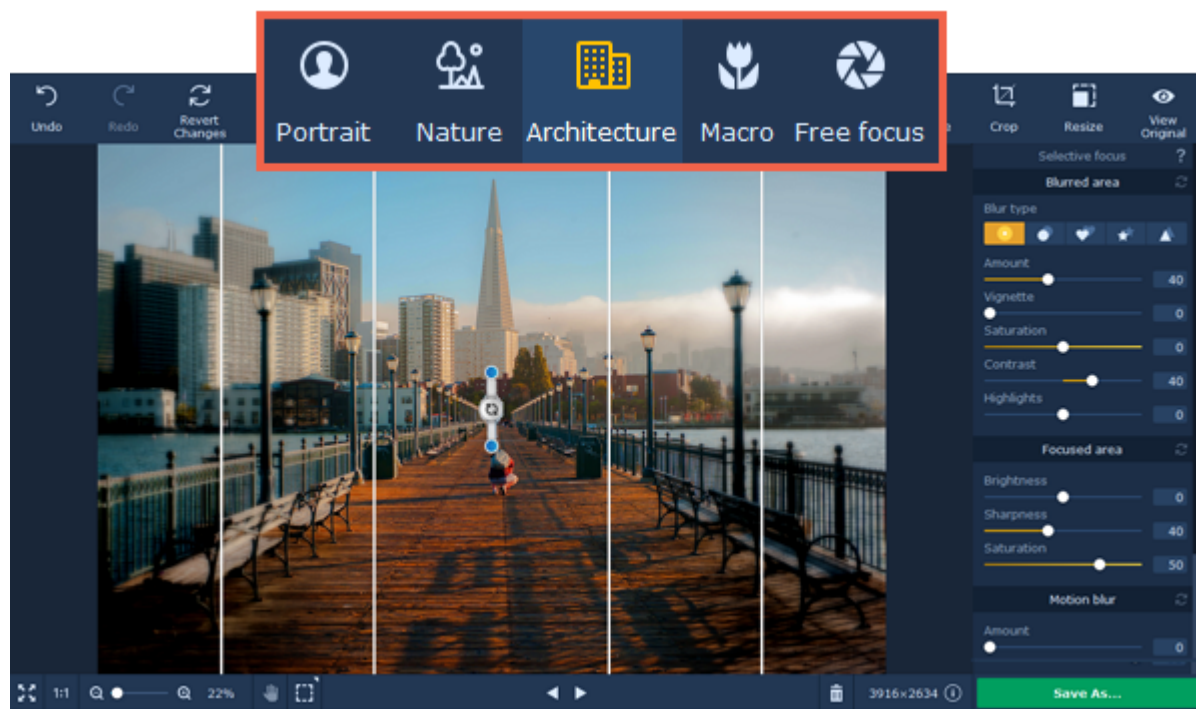 Portrait
Nature
Architecture
Macro
Free focus
Undo
Redo
Revert
Changes
Crop
Resize
View
Original
Selective focus
?
Blurred area
Blur type
Amount
40
Vignette
0
Saturation
0
Contrast
40
Highlights
0
Focused area
Brightness
0
Sharpness
40
Saturation
50
Motion blur
Amount
0
1:1
22%
3916×2634
Save As...